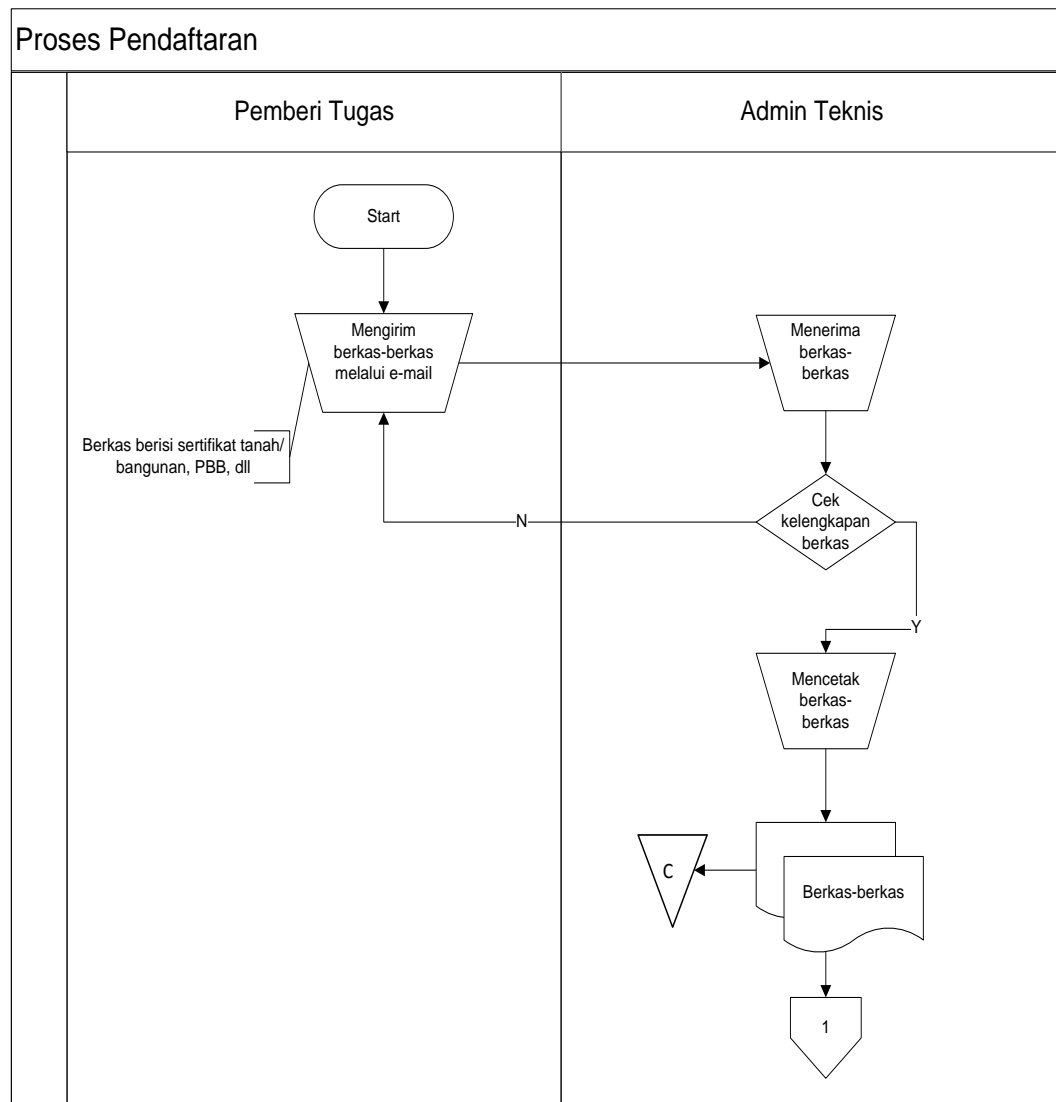 Proses Pendaftaran
Pemberi Tugas
Admin Teknis
Start
Mengirim
berkas-berkas
melalui e-mail
Menerima
berkas-
berkas
Berkas berisi sertifikat tanah/
bangunan, PBB, dll
Cek
kelengkapan
berkas
N
Y
Mencetak
berkas-
berkas
C
Berkas-berkas
1